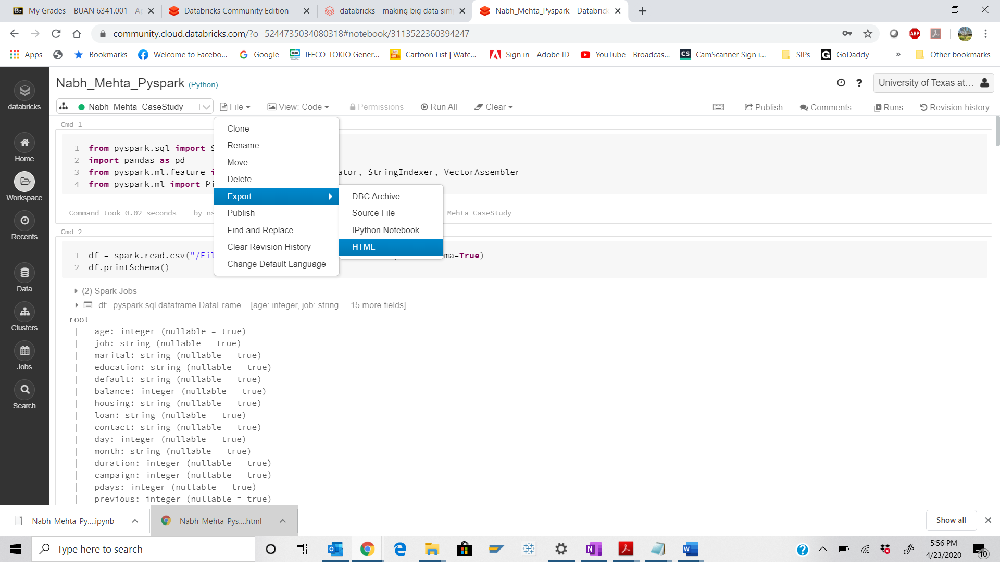 My Grades – BUAN 6341.001 - Ap
Databricks Community Edition
databricks - making big data sim
Nabh_Mehta_Pyspark - Databrick
community.cloud.databricks.com/?o=5244735034080318#notebook/3113522360394247
ABP
Apps
Bookmarks
Welcome to Facebo...
Google
IFFCO-TOKIO Gener...
Cartoon List | Watc...
Sign in - Adobe ID
YouTube - Broadcas...
CamScanner Sign i...
SIPs
GoDaddy
»
Other bookmarks
Nabh_Mehta_Pyspark (Python)
University of Texas at...
databricks
Nabh_Mehta_CaseStudy
File
View: Code
Permissions
Run All
Clear
Publish
Comments
Runs
Revision history
Home
Workspace
Recents
Data
Clusters
Jobs
Search
Clone
Rename
Move
Delete
Export
Publish
Find and Replace
Clear Revision History
Change Default Language
DBC Archive
Source File
IPython Notebook
HTML
Cmd 1
1 from pyspark.sql import S
2 import pandas as pd
3 from pyspark.ml.feature i ator, StringIndexer, VectorAssembler
4 from pyspark.ml import Pi
Command took 0.02 seconds -- by ns _Mehta_CaseStudy
Cmd 2
1 df = spark.read.csv("/Fil ma=True)
2 df.printSchema()
(2) Spark Jobs
df: pyspark.sql.dataframe.DataFrame = [age: integer, job: string ... 15 more fields]
root
|-- age: integer (nullable = true)
|-- job: string (nullable = true)
|-- marital: string (nullable = true)
|-- education: string (nullable = true)
|-- default: string (nullable = true)
|-- balance: integer (nullable = true)
|-- housing: string (nullable = true)
|-- loan: string (nullable = true)
|-- contact: string (nullable = true)
|-- day: integer (nullable = true)
|-- month: string (nullable = true)
|-- duration: integer (nullable = true)
|-- campaign: integer (nullable = true)
|-- pdays: integer (nullable = true)
|-- previous: integer (nullable = true)
Nabh_Mehta_Py....ipynb
Nabh_Mehta_Pys....html
Show all
Type here to search
5:56 PM
4/23/2020
10